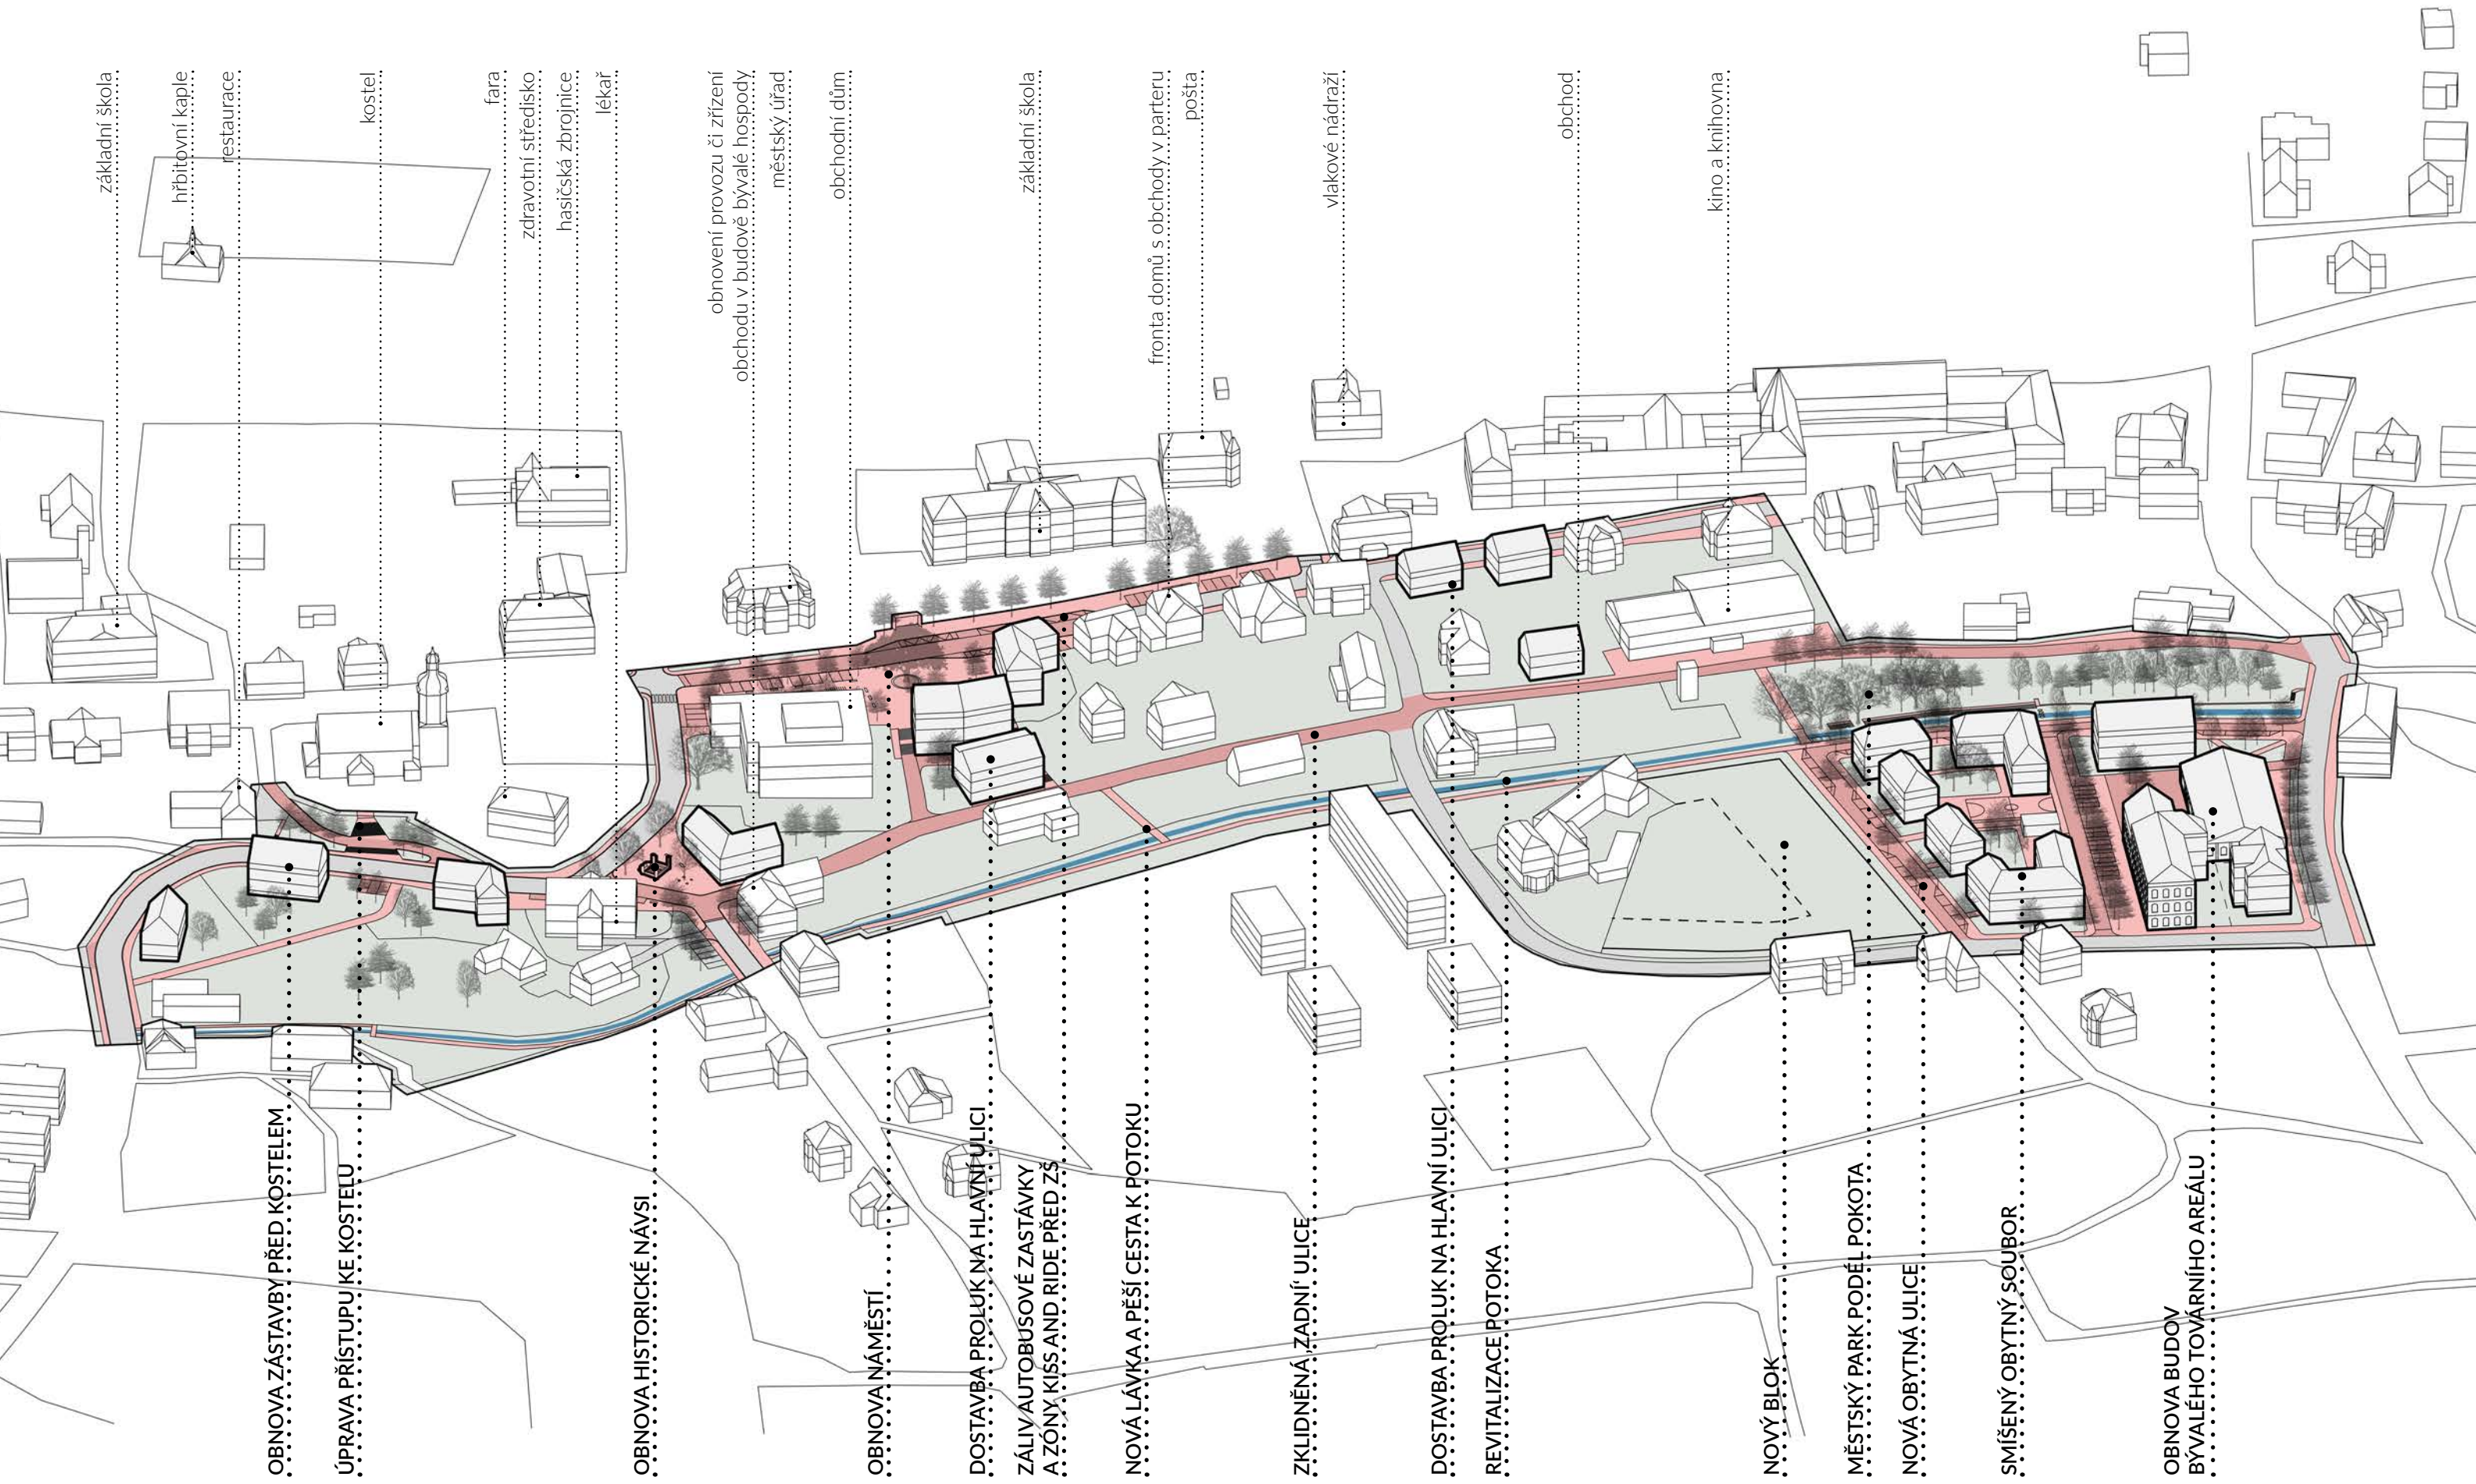 základní škola
hřbitovní kaple
restaurace
kostel
fara
zdravotní středisko
hasičská zbrojnice
lékař
obnovení provozu či zřízení
obchodu v budově bývalé hospody
městský úřad
obchodní dům
základní škola
fronta domů s obchody v parteru
pošta
vlakové nádraží
obchod
kino a knihovna
OBNOVA ZÁSTAVBY PŘED KOSTELEM
ÚPRAVA PŘÍSTUPU KE KOSTELU
OBNOVA HISTORICKÉ NÁVSI
OBNOVA NÁMĚSTÍ
DOSTAVBA PROLUK NA HLAVNÍ ULICI
ZÁLIV AUTOBUSOVÉ ZASTÁVKY
A ZÓNY KISS AND RIDE PŘED ZŠ
NOVÁ LÁVKA A PĚŠÍ CESTA K POTOKU
ZKLIDNĚNÁ ‚ZADNÍ‘ ULICE
DOSTAVBA PROLUK NA HLAVNÍ ULICI
REVITALIZACE POTOKA
NOVÝ BLOK
MĚSTSKÝ PARK PODÉL POKOTA
NOVÁ OBYTNÁ ULICE
SMÍŠENÝ OBYTNÝ SOUBOR
OBNOVA BUDOV
BÝVALÉHO TOVÁRNÍHO AREÁLU